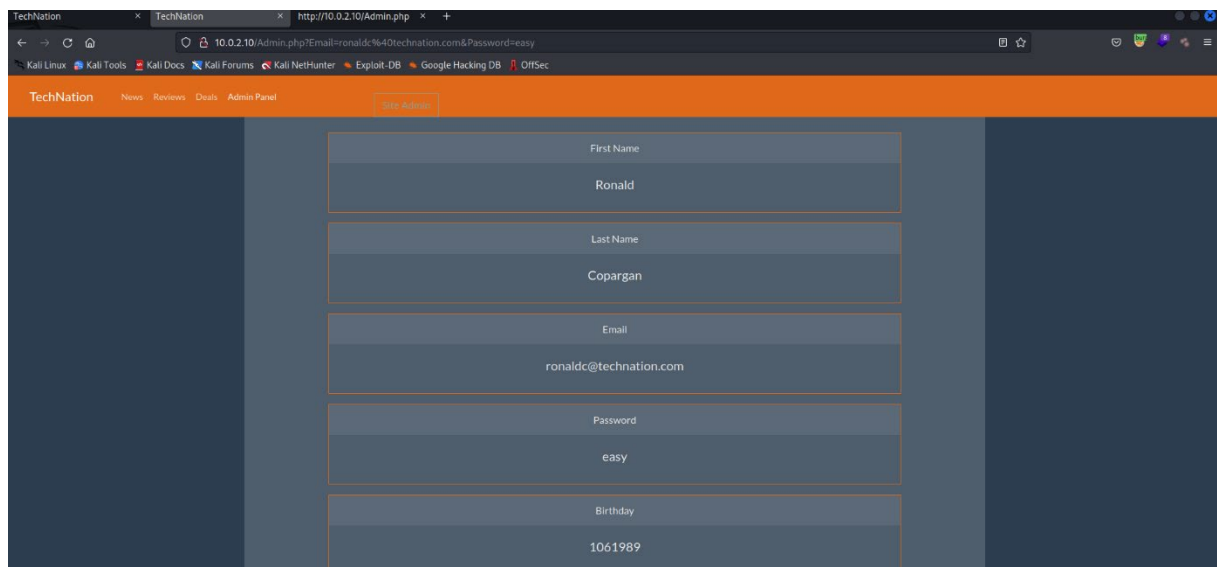 TechNation
TechNation
http://10.0.2.10/Admin.php
10.0.2.10/Admin.php?Email=ronaldc%40technation.com&Password=easy
Kali Linux Kali Tools Kali Docs Kali Forums Kali NetHunter Exploit-DB Google Hacking DB OffSec
TechNation News Reviews Deals Admin Panel Site Admin
First Name
Ronald
Last Name
Copargan
Email
ronaldc@technation.com
Password
easy
Birthday
1061989